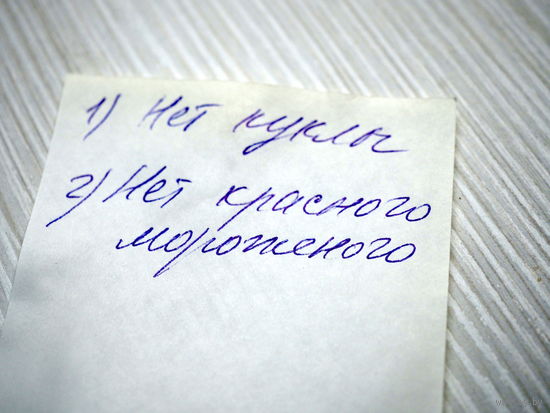 1) Нет куклы
2) Нет красного
мороженого